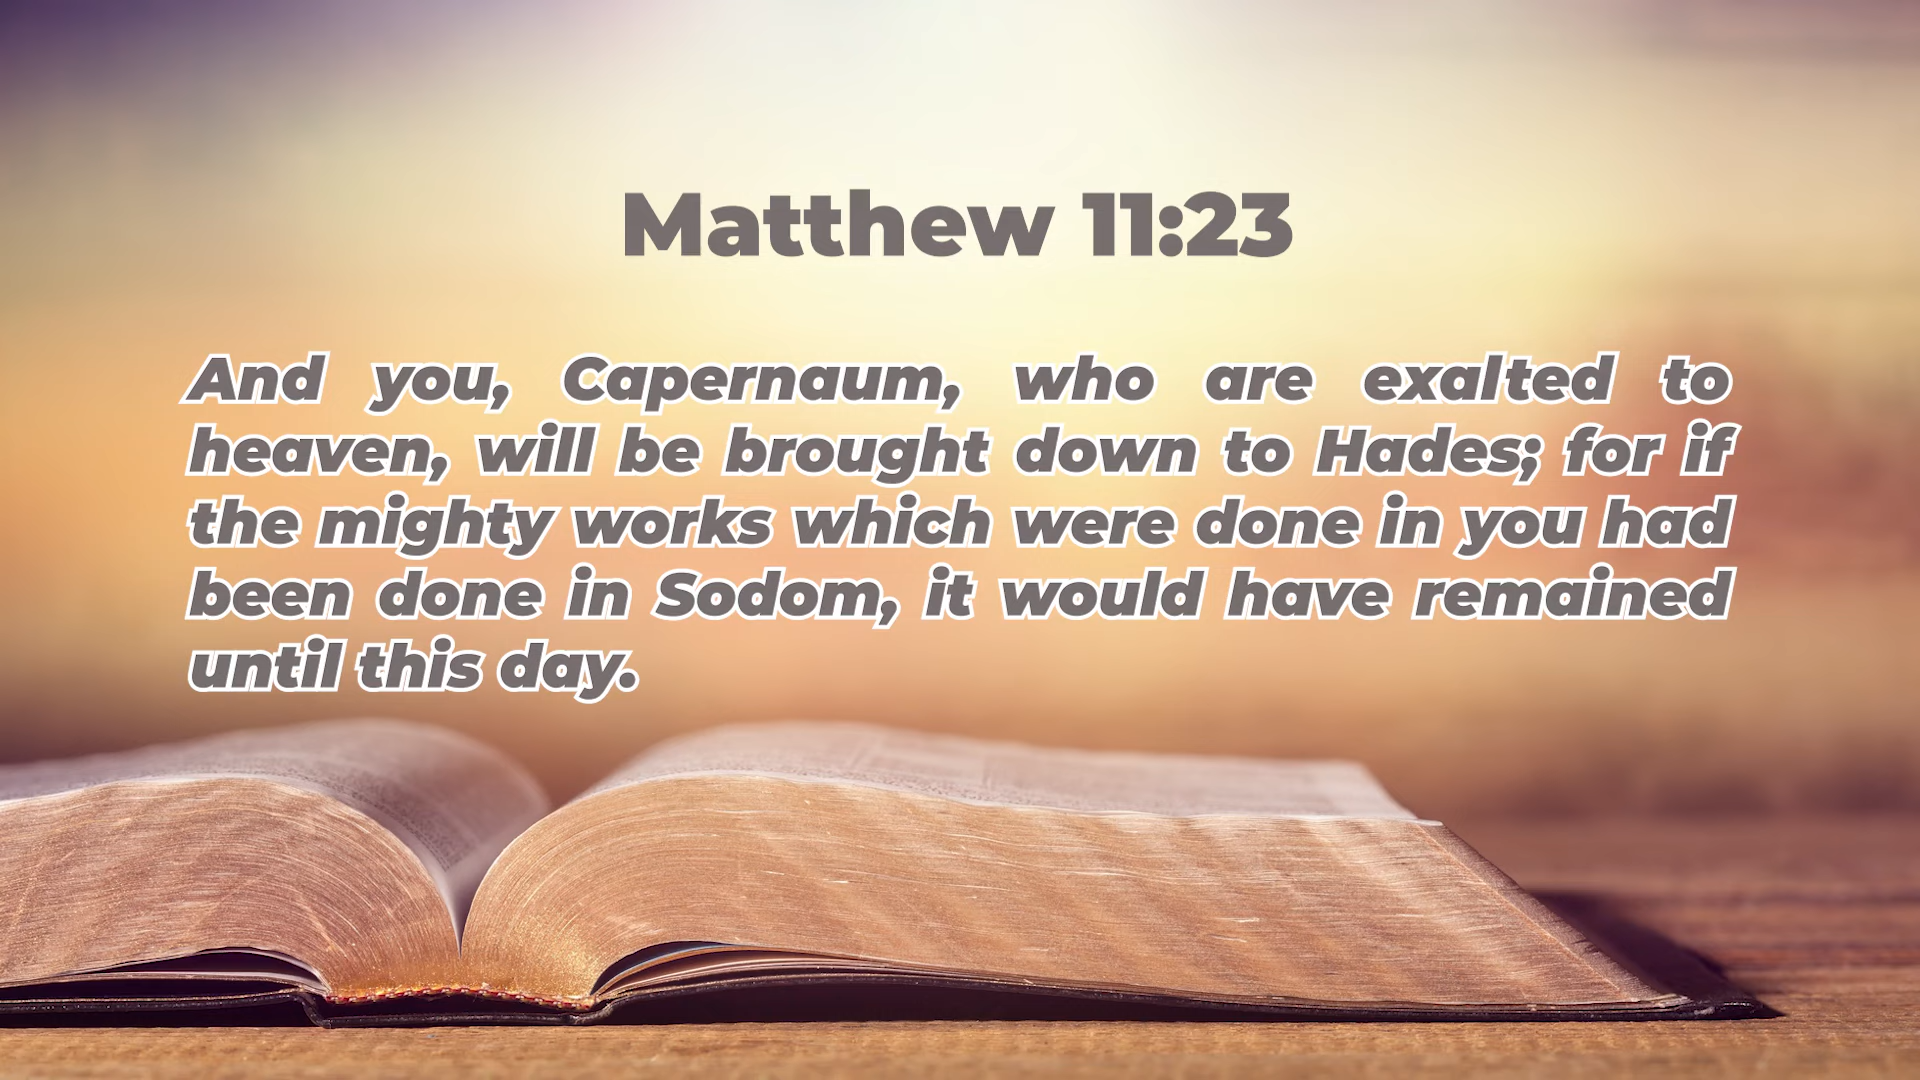 Matthew 11:23
And you, Capernaum, who are exalted to
heaven, will be brought down to Hades; for if
the mighty works which were done in you had
been done in Sodom, it would have remained
until this day.